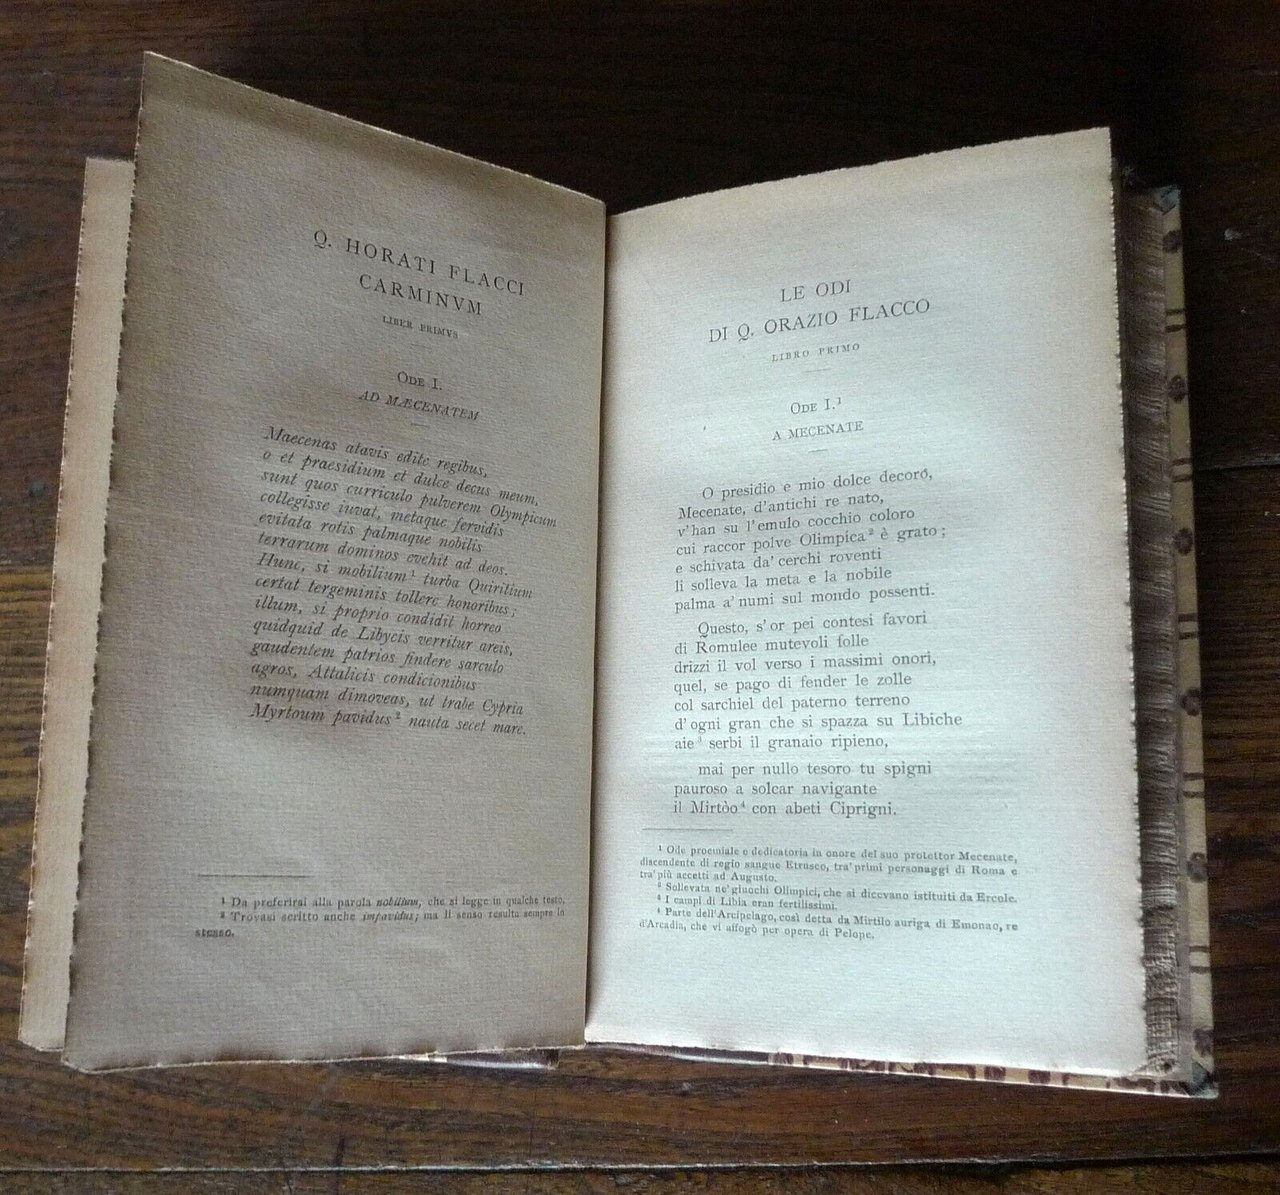 Q. HORATI FLACCI
CARMINVM
LIBER PRIMVS
ODE I.
AD MÆCENATEM
Maecenas atavis edite regibus,
o et praesidium et dulce decus meum,
sunt quos curriculo pulverem Olympicum
collegisse iuvat, metaque fervidis
evitata rotis palmaque nobilis
terrarum dominos evehit ad deos.
Hunc, si mobilium¹ turba Quiritium
certat tergeminis tollere honoribus;
illum, si proprio condidit horreo
quidquid de Libycis verritur areis,
gaudentem patrios findere sarculo
agros, Attalicis condicionibus
numquam dimoveas, ut trabe Cypria
Myrtoum pavidus² nauta secet mare.
¹ Da preferirsi alla parola nobilium, che si legge in qualche testo.
² Trovasi scritto anche impavidus; ma il senso resulta sempre lo
stesso.
LE ODI
DI Q. ORAZIO FLACCO
LIBRO PRIMO
ODE I.¹
A MECENATE
O presidio e mio dolce decoro,
Mecenate, d'antichi re nato,
v'han su l'emulo cocchio coloro
cui raccor polve Olimpica² è grato;
e schivata da' cerchi roventi
li solleva la meta e la nobile
palma a' numi sul mondo possenti.
Questo, s'or pei contesi favori
di Romulee mutevoli folle
drizzi il vol verso i massimi onori,
quel, se pago di fender le zolle
col sarchiel del paterno terreno
d'ogni gran che si spazza su Libiche
aie³ serbi il granaio ripieno,
mai per nullo tesoro tu spigni
pauroso a solcar navigante
il Mirtòo⁴ con abeti Ciprigni.
¹ Ode proemiale e dedicatoria in onore del suo protettor Mecenate,
discendente di regio sangue Etrusco, tra' primi personaggi di Roma e
tra' più accetti ad Augusto.
² Sollevata ne' giuochi Olimpici, che si dicevano istituiti da Ercole.
³ I campi di Libia eran fertilissimi.
⁴ Parte dell'Arcipelago, così detta da Mirtilo auriga di Emonao, re
d'Arcadia, che vi affogò per opera di Pelope.